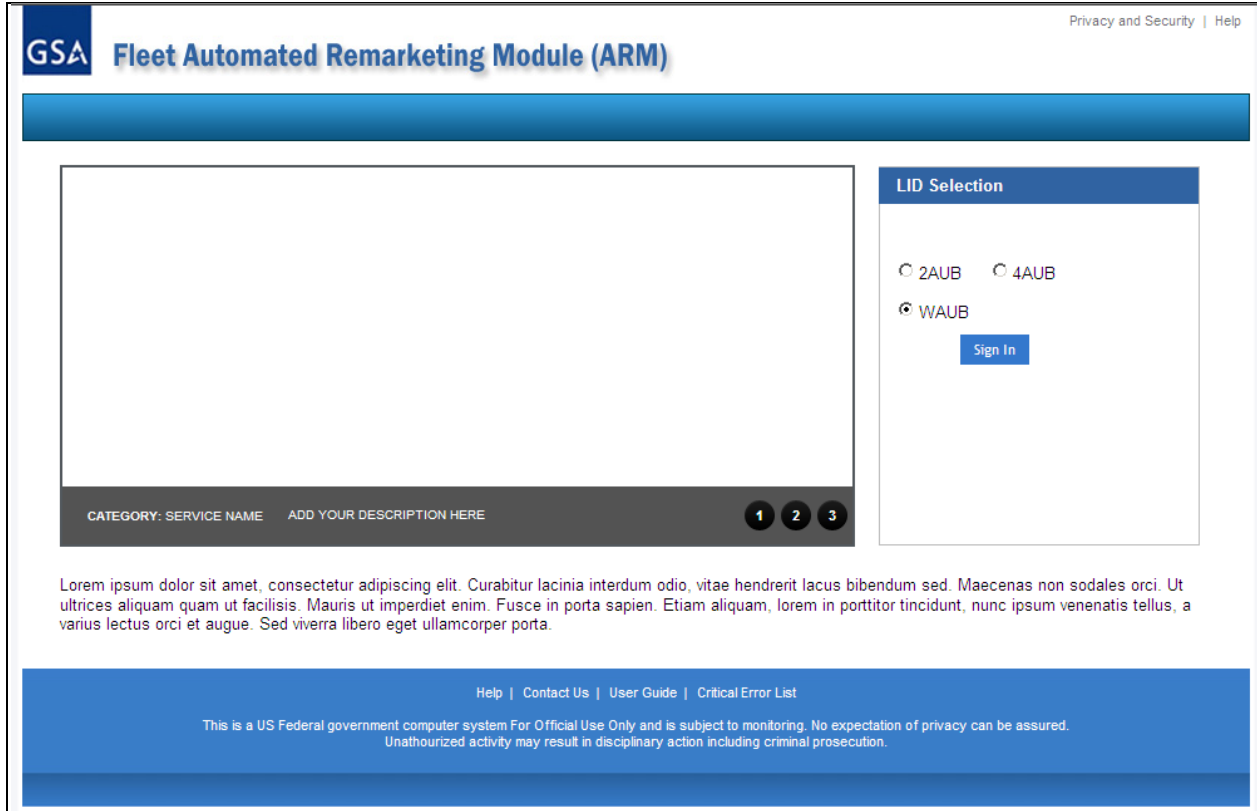 Privacy and Security | Help
GSA
Fleet Automated Remarketing Module (ARM)
LID Selection
2AUB 4AUB
WAUB
Sign In
CATEGORY: SERVICE NAME ADD YOUR DESCRIPTION HERE 1 2 3
Lorem ipsum dolor sit amet, consectetur adipiscing elit. Curabitur lacinia interdum odio, vitae hendrerit lacus bibendum sed. Maecenas non sodales orci. Ut
ultrices aliquam quam ut facilisis. Mauris ut imperdiet enim. Fusce in porta sapien. Etiam aliquam, lorem in porttitor tincidunt, nunc ipsum venenatis tellus, a
varius lectus orci et augue. Sed viverra libero eget ullamcorper porta.
Help | Contact Us | User Guide | Critical Error List
This is a US Federal government computer system For Official Use Only and is subject to monitoring. No expectation of privacy can be assured.
Unathourized activity may result in disciplinary action including criminal prosecution.